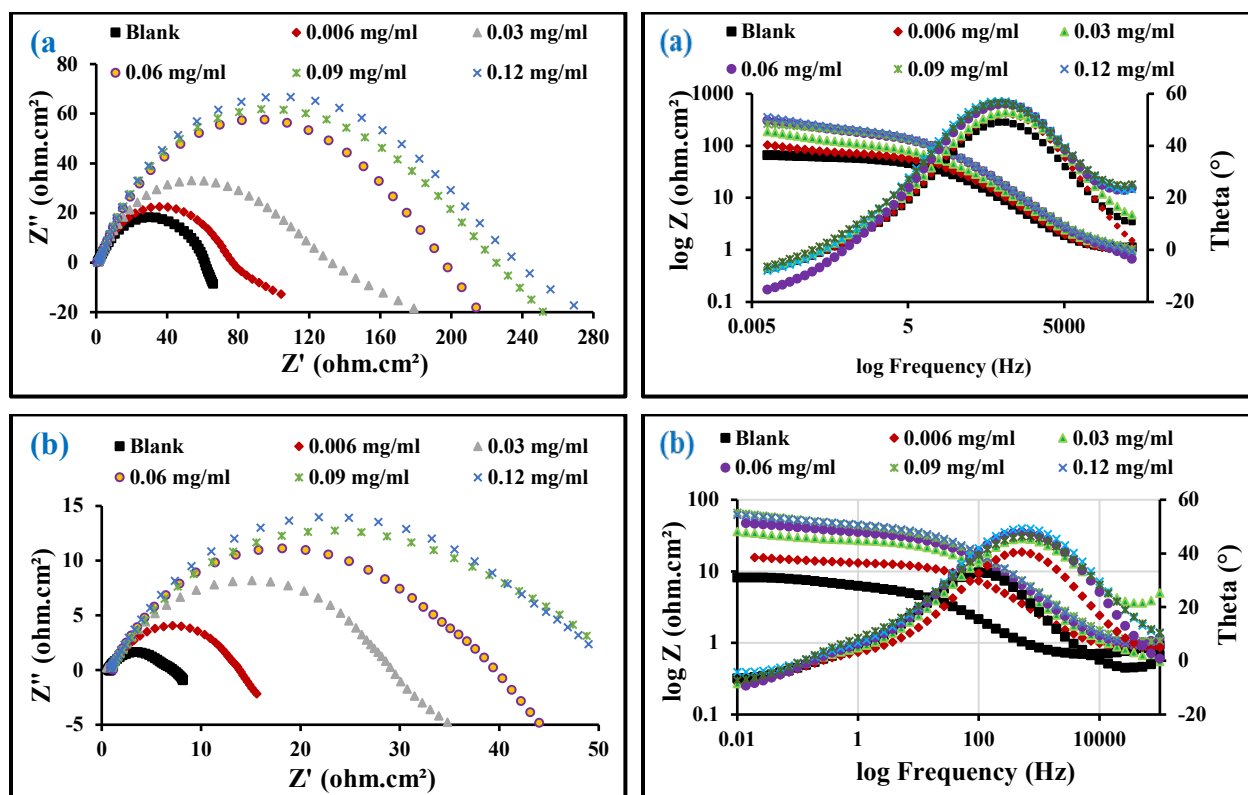 (a
Blank 0.006 mg/ml 0.03 mg/ml
0.06 mg/ml 0.09 mg/ml 0.12 mg/ml
80
60
40
20
0
-20
0 40 80 120 160 200 240 280
Z'' (ohm.cm²)
Z' (ohm.cm²)
(a)
Blank 0.006 mg/ml 0.03 mg/ml
0.06 mg/ml 0.09 mg/ml 0.12 mg/ml
1000
100
10
1
0.1
60
40
20
0
-20
0.005 5 5000
log Z (ohm.cm²)
Theta (°)
log Frequency (Hz)
(b)
Blank 0.006 mg/ml 0.03 mg/ml
0.06 mg/ml 0.09 mg/ml 0.12 mg/ml
15
10
5
0
-5
0 10 20 30 40 50
Z'' (ohm.cm²)
Z' (ohm.cm²)
(b)
Blank 0.006 mg/ml 0.03 mg/ml
0.06 mg/ml 0.09 mg/ml 0.12 mg/ml
100
10
1
0.1
60
40
20
0
-20
0.01 1 100 10000
log Z (ohm.cm²)
Theta (°)
log Frequency (Hz)